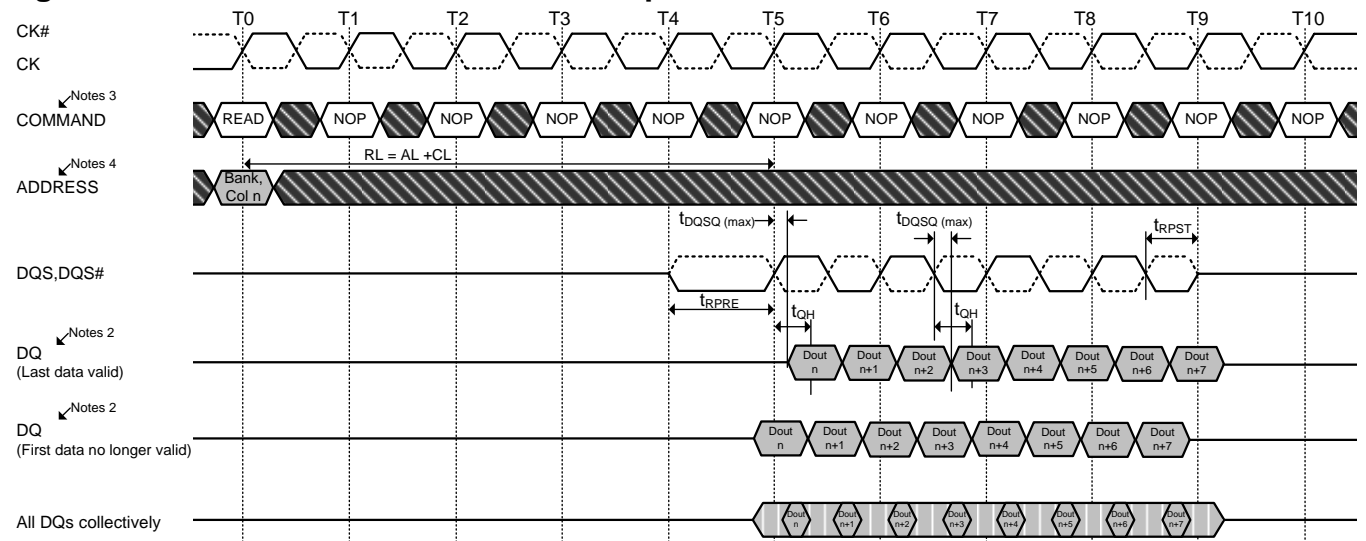 T0 T1 T2 T3 T4 T5 T6 T7 T8 T9 T10
CK#
CK
Notes 3
COMMAND
READ NOP NOP NOP NOP NOP NOP NOP NOP NOP NOP
RL = AL +CL
Notes 4
ADDRESS
Bank,
Col n
tDQSQ (max) tDQSQ (max) tRPST
DQS,DQS#
tRPRE
tQH tQH
Notes 2
DQ
(Last data valid)
Dout Dout Dout Dout Dout Dout Dout Dout
n n+1 n+2 n+3 n+4 n+5 n+6 n+7
Notes 2
DQ
(First data no longer valid)
Dout Dout Dout Dout Dout Dout Dout Dout
n n+1 n+2 n+3 n+4 n+5 n+6 n+7
All DQs collectively
Dout Dout Dout Dout Dout Dout Dout Dout
n n+1 n+2 n+3 n+4 n+5 n+6 n+7